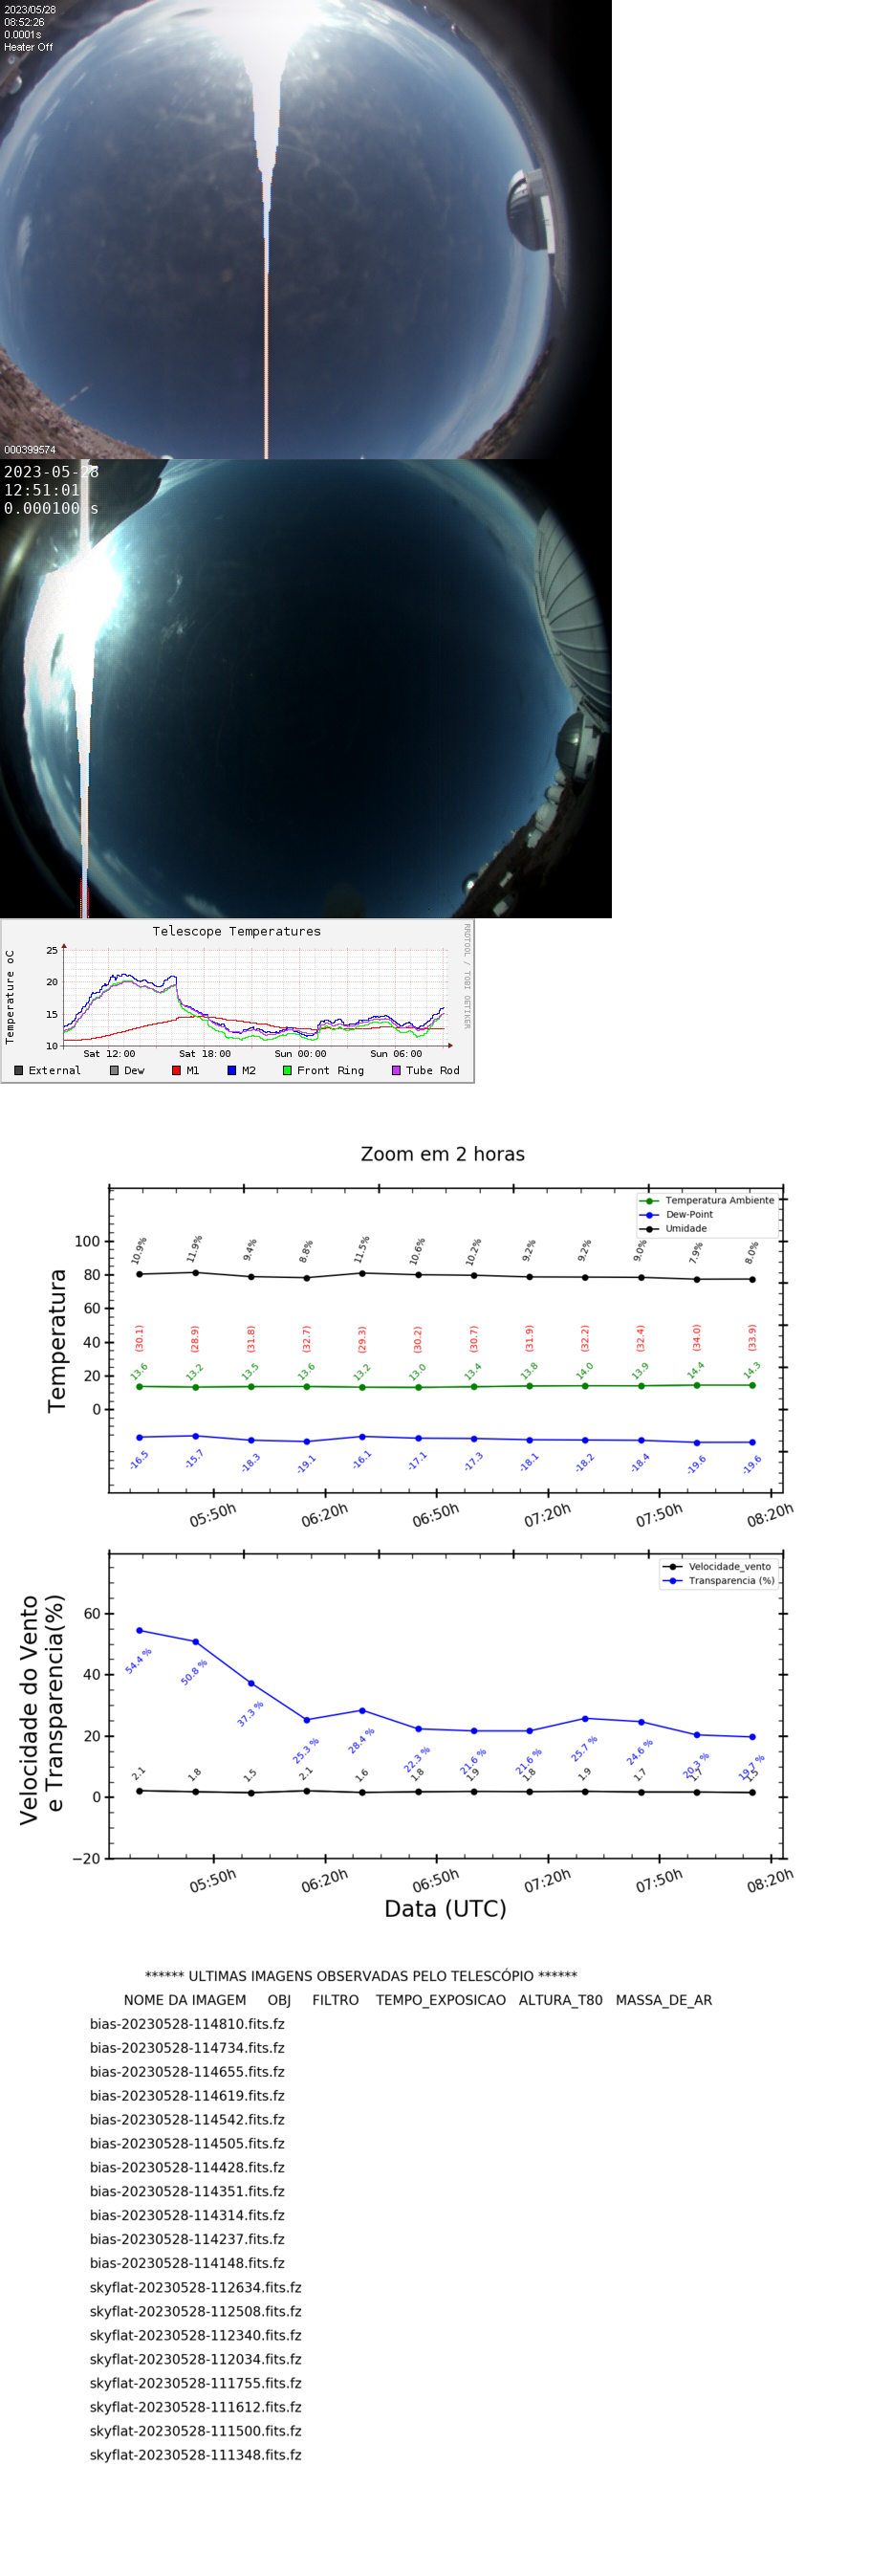 2023/05/28
08:52:26
0.0001s
Heater Off
000399574
2023-05-28
12:51:01
0.000100 s
Telescope Temperatures
RRDTOOL / TOBI OETIKER
Temperature oC
25
20
15
10
Sat 12:00 Sat 18:00 Sun 00:00 Sun 06:00
External Dew M1 M2 Front Ring Tube Rod
Zoom em 2 horas
Temperatura Ambiente
Dew-Point
Umidade
Temperatura
100
80
60
40
20
0
10.9% 11.9% 9.4% 8.8% 11.5% 10.6% 10.2% 9.2% 9.2% 9.0% 7.9% 8.0%
(30.1) (28.9) (31.8) (32.7) (29.3) (30.2) (30.7) (31.9) (32.2) (32.4) (34.0) (33.9)
13.6 13.2 13.5 13.6 13.2 13.0 13.4 13.8 14.0 13.9 14.4 14.3
-16.5 -15.7 -18.3 -19.1 -16.1 -17.1 -17.3 -18.1 -18.2 -18.4 -19.6 -19.6
05:50h 06:20h 06:50h 07:20h 07:50h 08:20h
Velocidade_vento
Transparencia (%)
Velocidade do Vento
e Transparencia(%)
60
40
20
0
−20
54.4 % 50.8 % 37.3 % 25.3 % 28.4 % 22.3 % 21.6 % 21.6 % 25.7 % 24.6 % 20.3 % 19.7 %
2.1 1.8 1.5 2.1 1.6 1.8 1.9 1.8 1.9 1.7 1.7 1.5
05:50h 06:20h 06:50h 07:20h 07:50h 08:20h
Data (UTC)
****** ULTIMAS IMAGENS OBSERVADAS PELO TELESCÓPIO ******
NOME DA IMAGEM OBJ FILTRO TEMPO_EXPOSICAO ALTURA_T80 MASSA_DE_AR
bias-20230528-114810.fits.fz
bias-20230528-114734.fits.fz
bias-20230528-114655.fits.fz
bias-20230528-114619.fits.fz
bias-20230528-114542.fits.fz
bias-20230528-114505.fits.fz
bias-20230528-114428.fits.fz
bias-20230528-114351.fits.fz
bias-20230528-114314.fits.fz
bias-20230528-114237.fits.fz
bias-20230528-114148.fits.fz
skyflat-20230528-112634.fits.fz
skyflat-20230528-112508.fits.fz
skyflat-20230528-112340.fits.fz
skyflat-20230528-112034.fits.fz
skyflat-20230528-111755.fits.fz
skyflat-20230528-111612.fits.fz
skyflat-20230528-111500.fits.fz
skyflat-20230528-111348.fits.fz